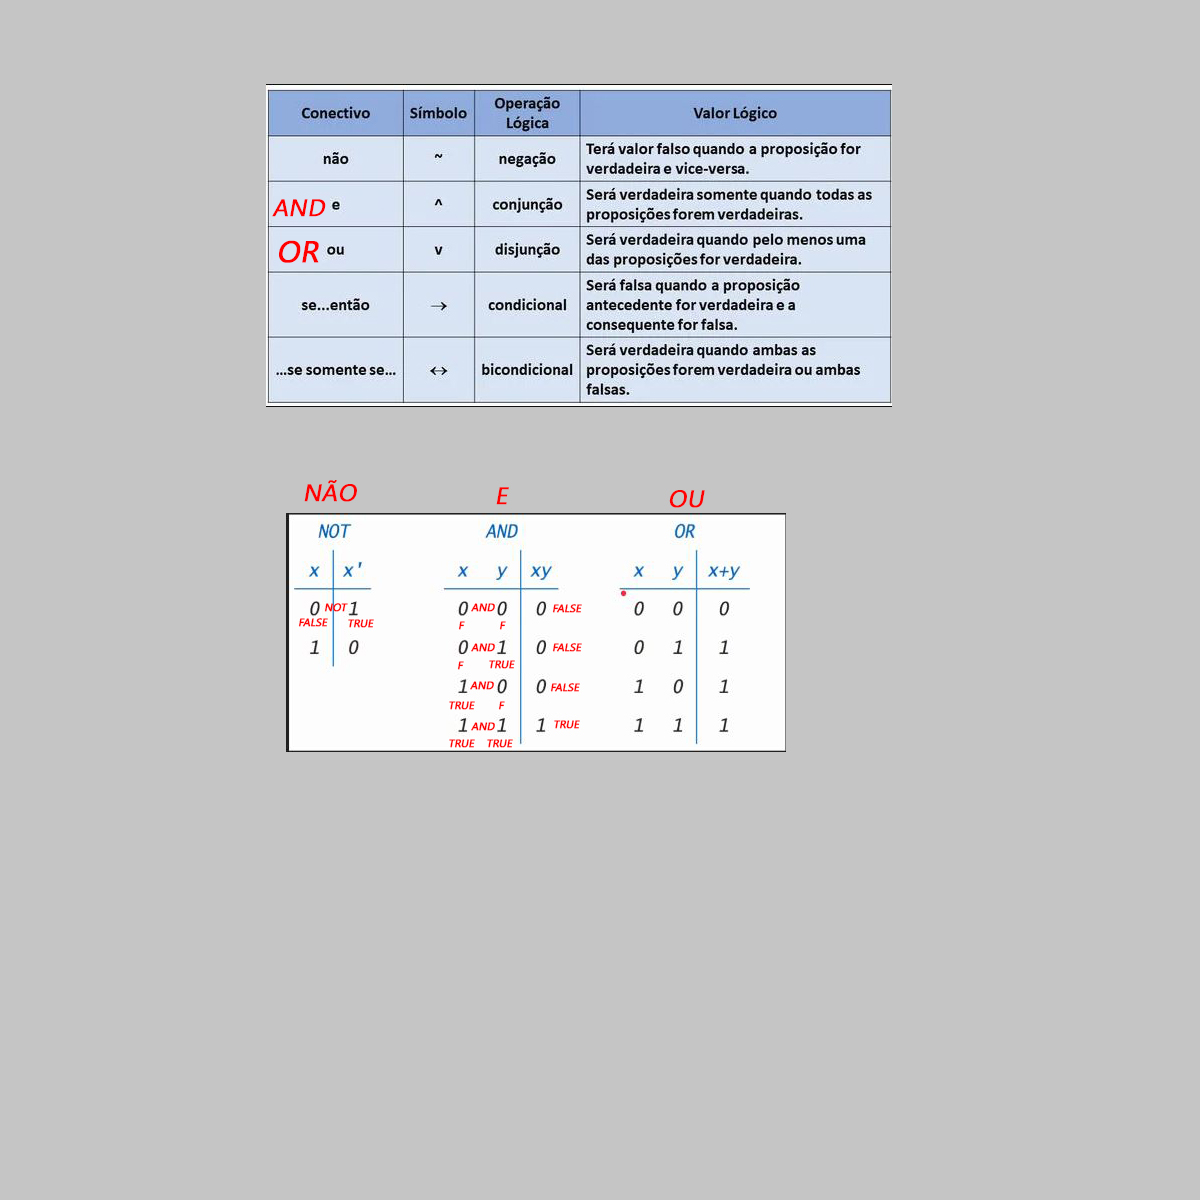 Conectivo Símbolo Operação Lógica Valor Lógico
não ~ negação Terá valor falso quando a proposição for
verdadeira e vice-versa.
AND e ^ conjunção Será verdadeira somente quando todas as
proposições forem verdadeiras.
OR ou v disjunção Será verdadeira quando pelo menos uma
das proposições for verdadeira.
se...então → condicional Será falsa quando a proposição
antecedente for verdadeira e a
consequente for falsa.
...se somente se... ↔ bicondicional Será verdadeira quando ambas as
proposições forem verdadeira ou ambas
falsas.
NÃO E OU
NOT AND OR
x x' x y xy x y x+y
0 NOT 1 0 AND 0 0 FALSE 0 0 0
FALSE TRUE F F
1 0 0 AND 1 0 FALSE 0 1 1
F TRUE
1 AND 0 0 FALSE 1 0 1
TRUE F
1 AND 1 1 TRUE 1 1 1
TRUE TRUE